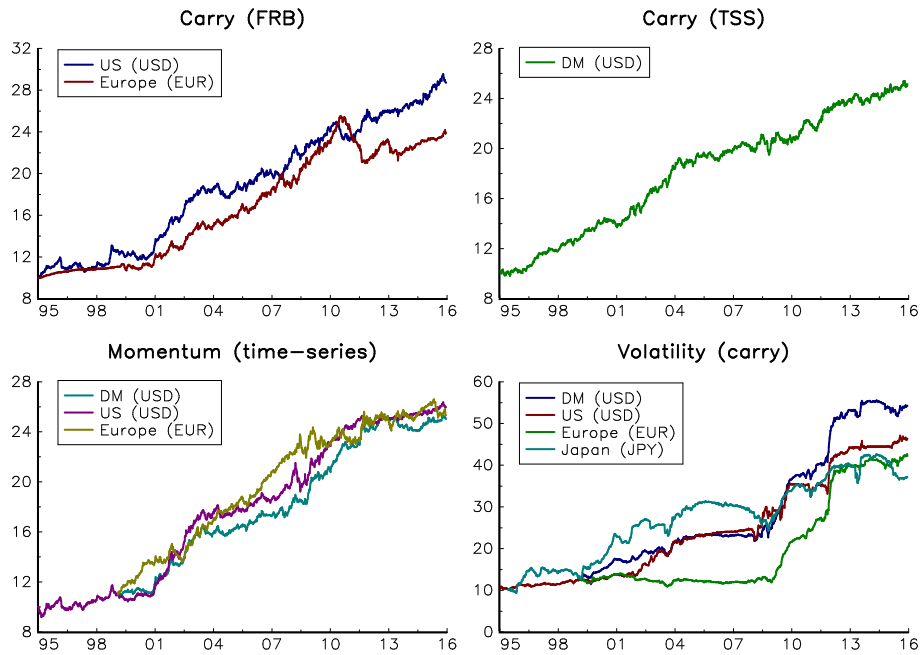 Carry (FRB)
32
28
24
20
16
12
8
US (USD)
Europe (EUR)
95 98 01 04 07 10 13 16
Carry (TSS)
28
24
20
16
12
8
DM (USD)
95 98 01 04 07 10 13 16
Momentum (time-series)
28
24
20
16
12
8
DM (USD)
US (USD)
Europe (EUR)
95 98 01 04 07 10 13 16
Volatility (carry)
60
50
40
30
20
10
0
DM (USD)
US (USD)
Europe (EUR)
Japan (JPY)
95 98 01 04 07 10 13 16